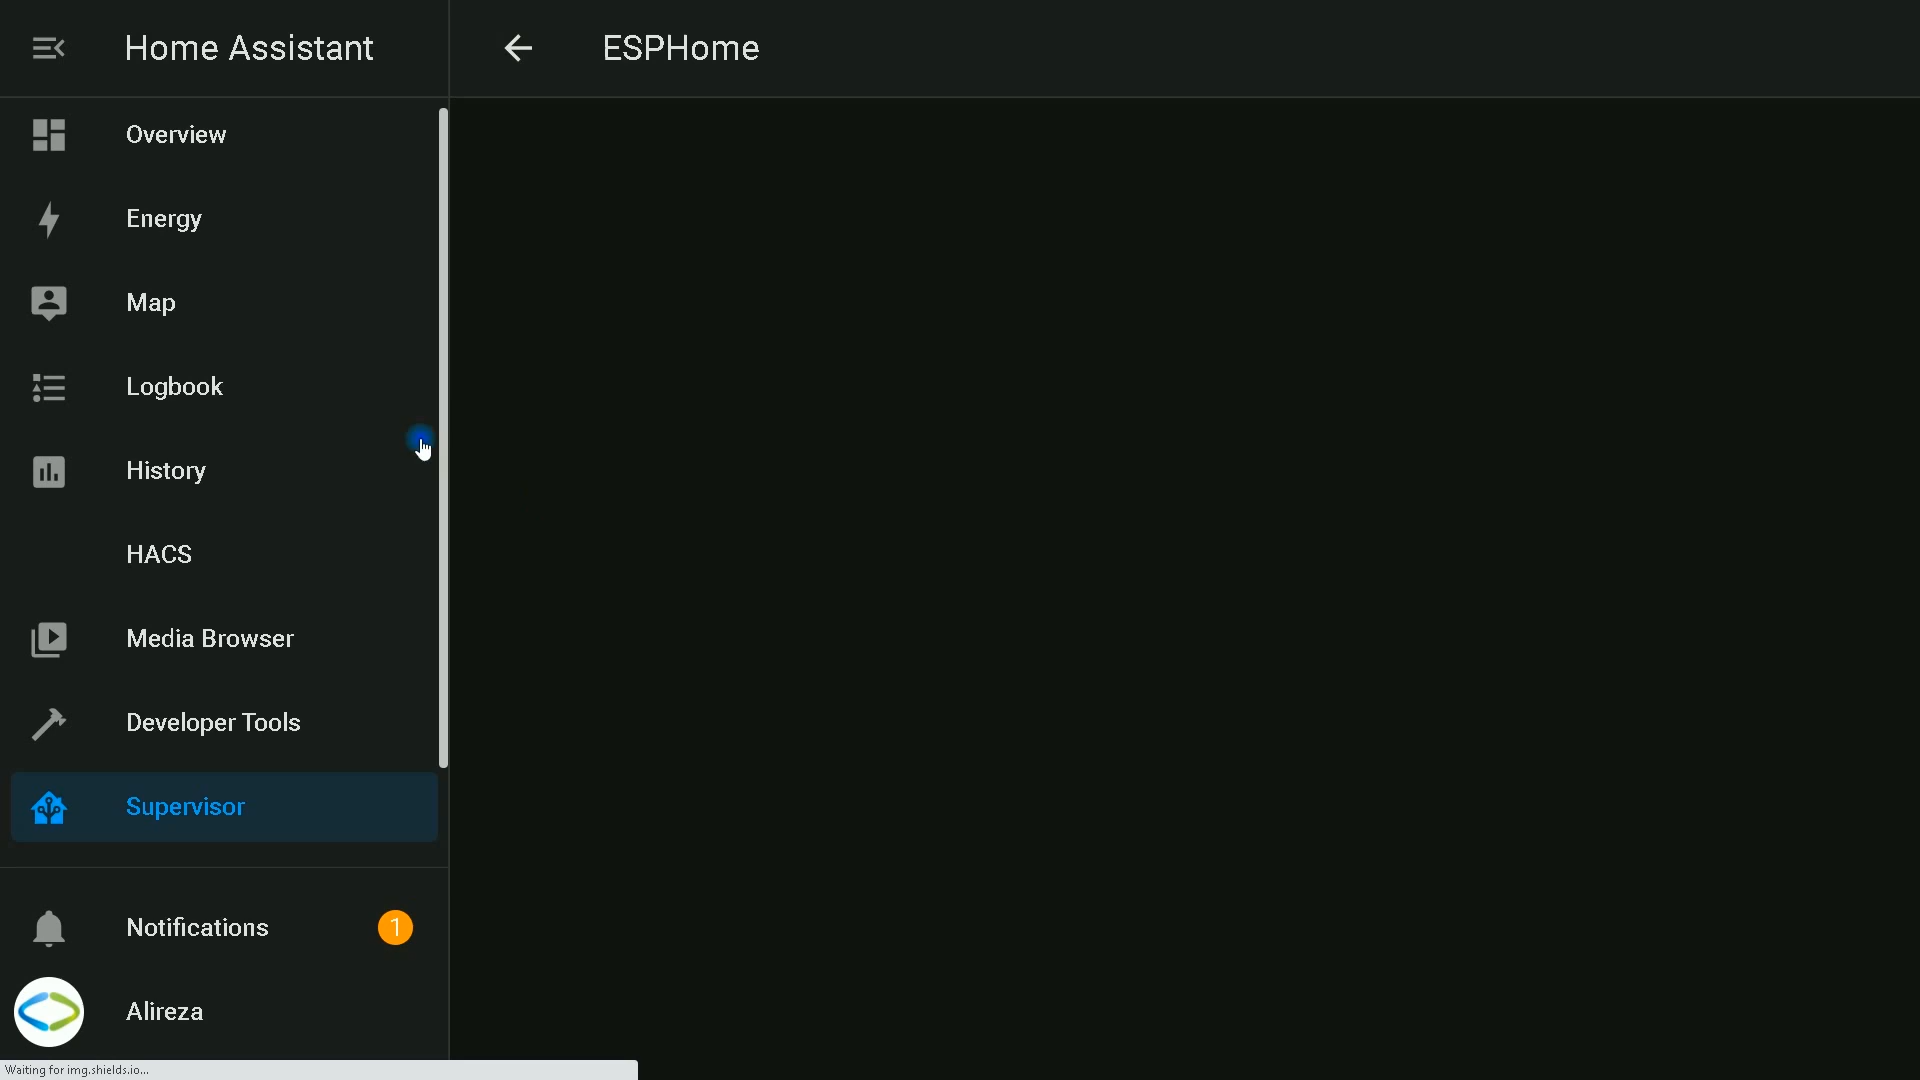 Home Assistant
ESPHome
Overview
Energy
Map
Logbook
History
HACS
Media Browser
Developer Tools
Supervisor
Notifications
1
Alireza
Waiting for img.shields.io...